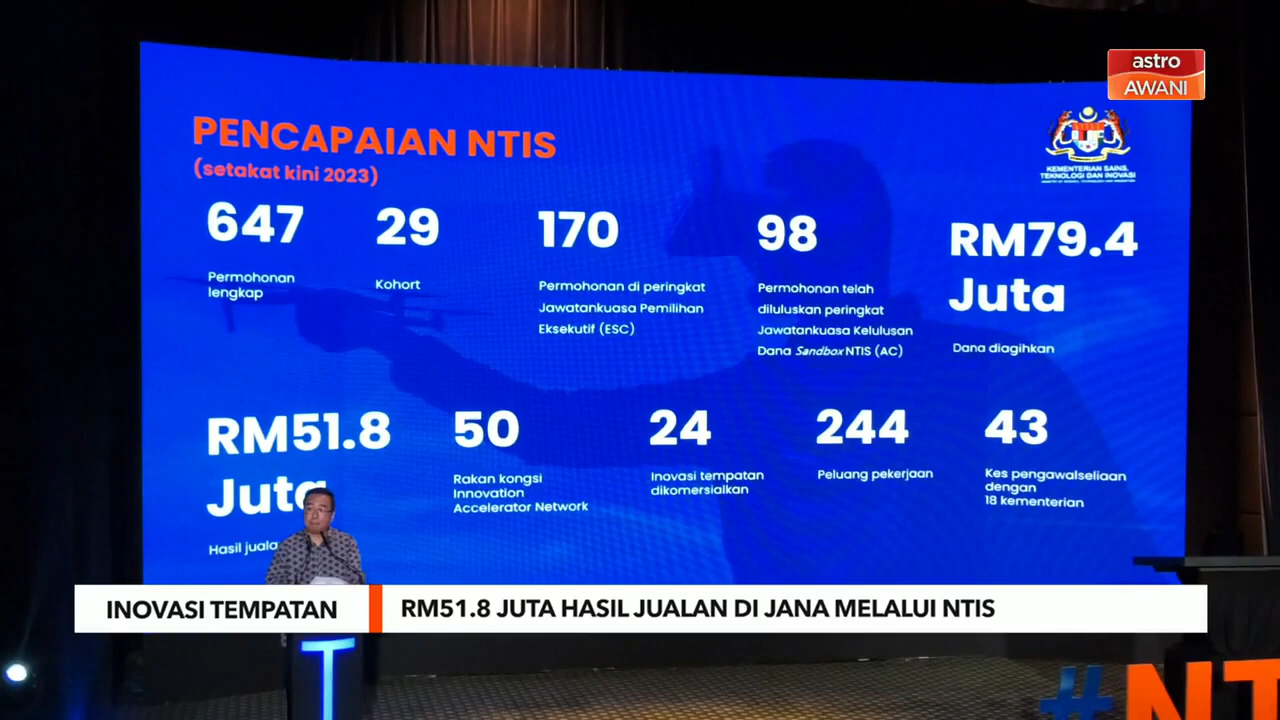 astro
AWANI
PENCAPAIAN NTIS
(setakat kini 2023)
KEMENTERIAN SAINS,
TEKNOLOGI DAN INOVASI
647
Permohonan
lengkap
29
Kohort
170
Permohonan di peringkat
Jawatankuasa Pemilihan
Eksekutif (ESC)
98
Permohonan telah
diluluskan peringkat
Jawatankuasa Kelulusan
Dana Sandbox NTIS (AC)
RM79.4
Juta
Dana diagihkan
RM51.8
Juta
Hasil
50
Rakan kongsi
Innovation
Accelerator Network
24
Inovasi tempatan
dikomersialkan
244
Peluang pekerjaan
43
Kes pengawalseliaan
dengan
18 kementerian
INOVASI TEMPATAN
RM51.8 JUTA HASIL JUALAN DI JANA MELALUI NTIS
T
#NT